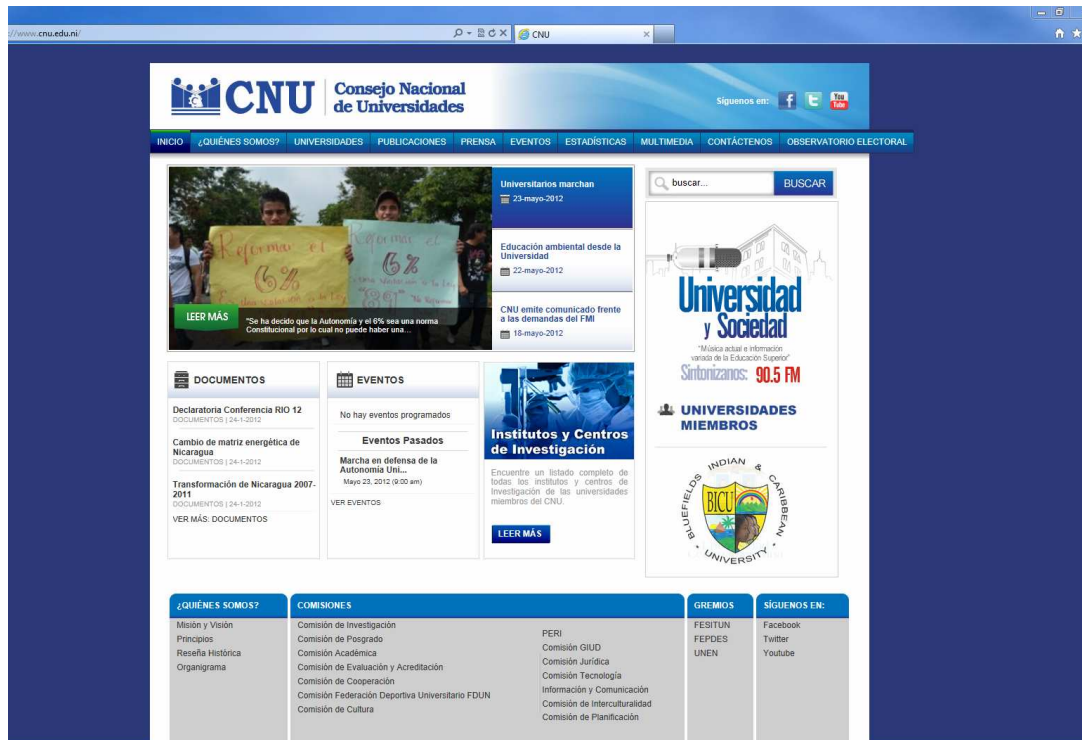 ://www.cnu.edu.ni/
CNU
CNU
Consejo Nacional
de Universidades
Síguenos en:
You
Tube
INICIO
¿QUIÉNES SOMOS?
UNIVERSIDADES
PUBLICACIONES
PRENSA
EVENTOS
ESTADÍSTICAS
MULTIMEDIA
CONTÁCTENOS
OBSERVATORIO ELECTORAL
Reformar el
6%
Reformar el
6%
"89"
LEER MÁS
"Se ha decido que la Autonomía y el 6% sea una norma
Constitucional por lo cual no puede haber una...
Universitarios marchan
23-mayo-2012
Educación ambiental desde la
Universidad
22-mayo-2012
CNU emite comunicado frente
a las demandas del FMI
18-mayo-2012
buscar...
BUSCAR
Universidad
y Sociedad
"Música actual e información
variada de la Educación Superior"
Sintonizanos: 90.5 FM
UNIVERSIDADES
MIEMBROS
BLUEFIELDS INDIAN & CARIBBEAN
UNIVERSITY
BICU
DOCUMENTOS
Declaratoria Conferencia RIO 12
DOCUMENTOS | 24-1-2012
Cambio de matriz energética de
Nicaragua
DOCUMENTOS | 24-1-2012
Transformación de Nicaragua 2007-
2011
DOCUMENTOS | 24-1-2012
VER MÁS: DOCUMENTOS
EVENTOS
No hay eventos programados
Eventos Pasados
Marcha en defensa de la
Autonomía Uni...
Mayo 23, 2012 (9:00 am)
VER EVENTOS
Institutos y Centros
de Investigación
Encuentre un listado completo de
todas los institutos y centros de
Investigación de las universidades
miembros del CNU.
LEER MÁS
¿QUIÉNES SOMOS?
Misión y Visión
Principios
Reseña Histórica
Organigrama
COMISIONES
Comisión de Investigación
Comisión de Posgrado
Comisión Académica
Comisión de Evaluación y Acreditación
Comisión de Cooperación
Comisión Federación Deportiva Universitario FDUN
Comisión de Cultura
PERI
Comisión GIUD
Comisión Jurídica
Comisión Tecnología
Información y Comunicación
Comisión de Interculturalidad
Comisión de Planificación
GREMIOS
FESITUN
FEPDES
UNEN
SÍGUENOS EN:
Facebook
Twitter
Youtube